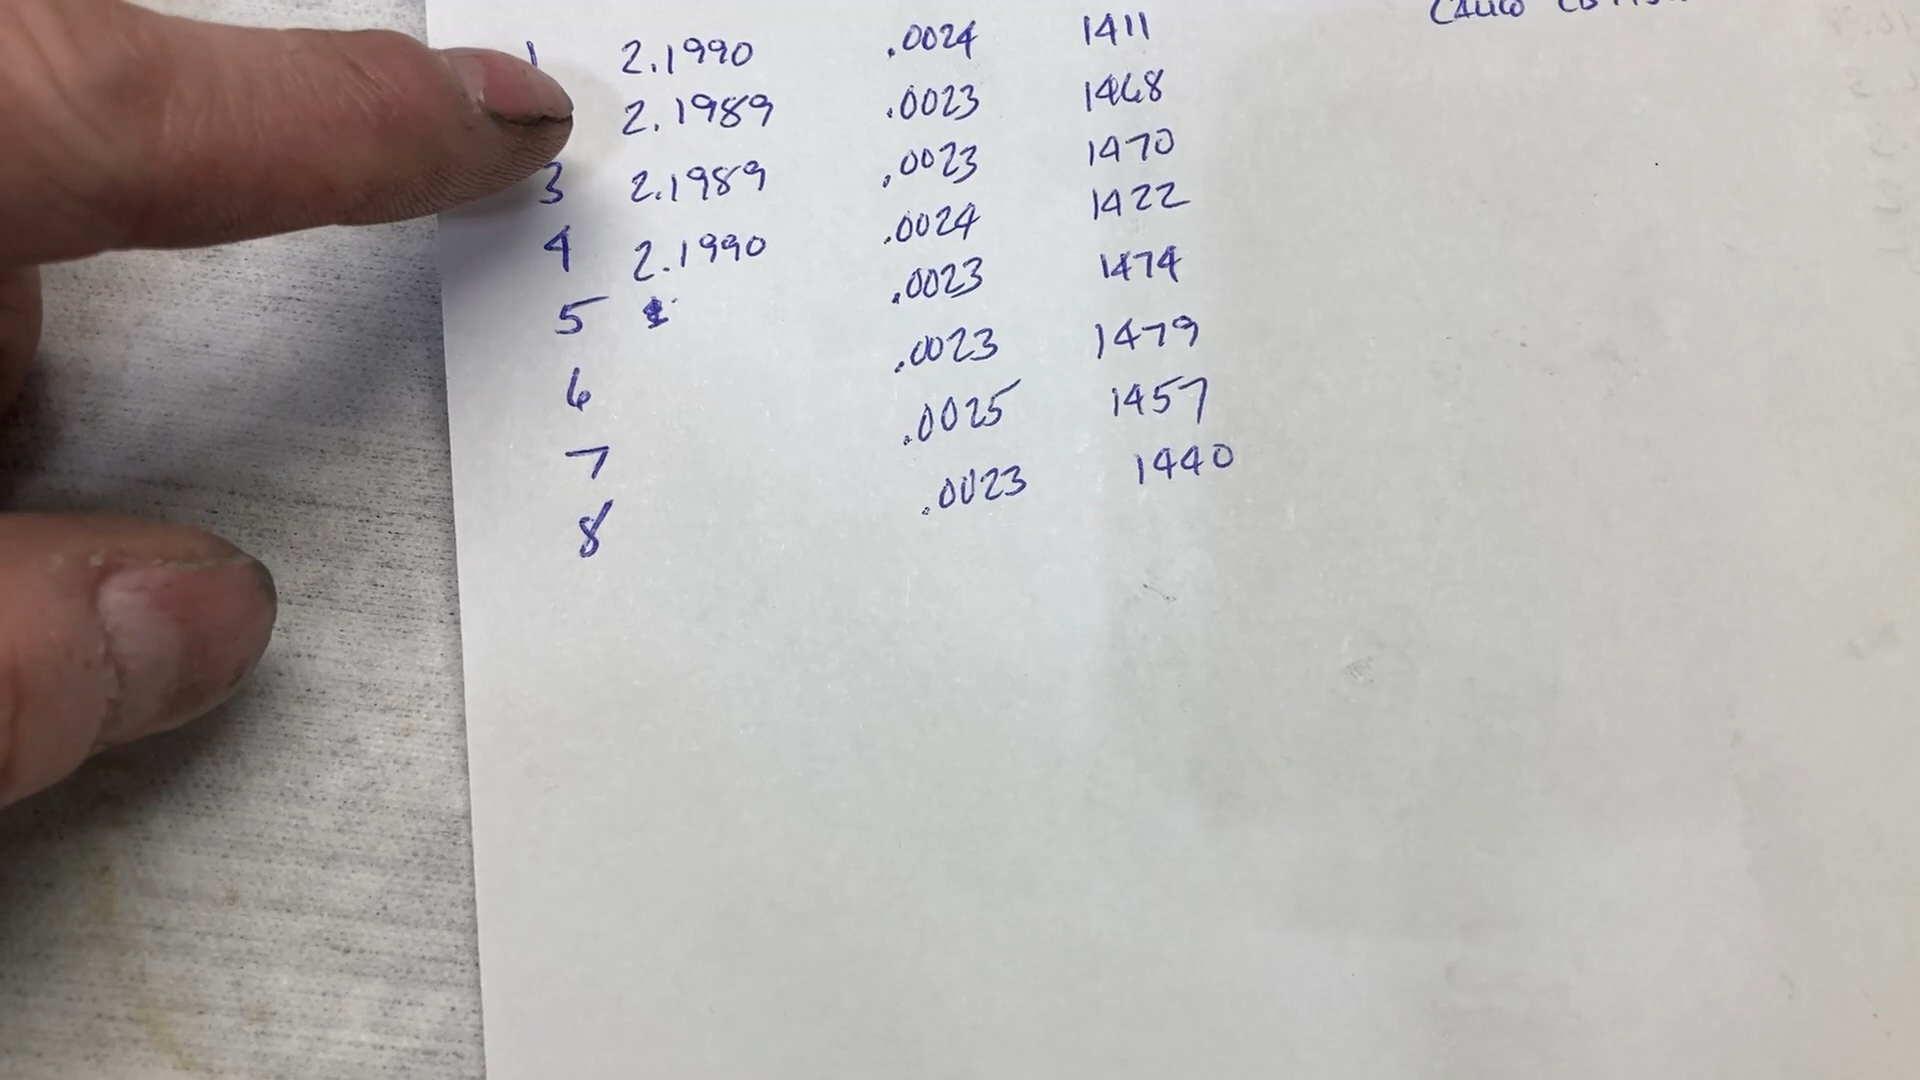 1 2.1990 .0024 1411
2.1989 .0023 1468
3 2.1989 .0023 1470
4 2.1990 .0024 1422
5 .0023 1474
6 .0023 1479
7 .0025 1457
8 .0023 1440